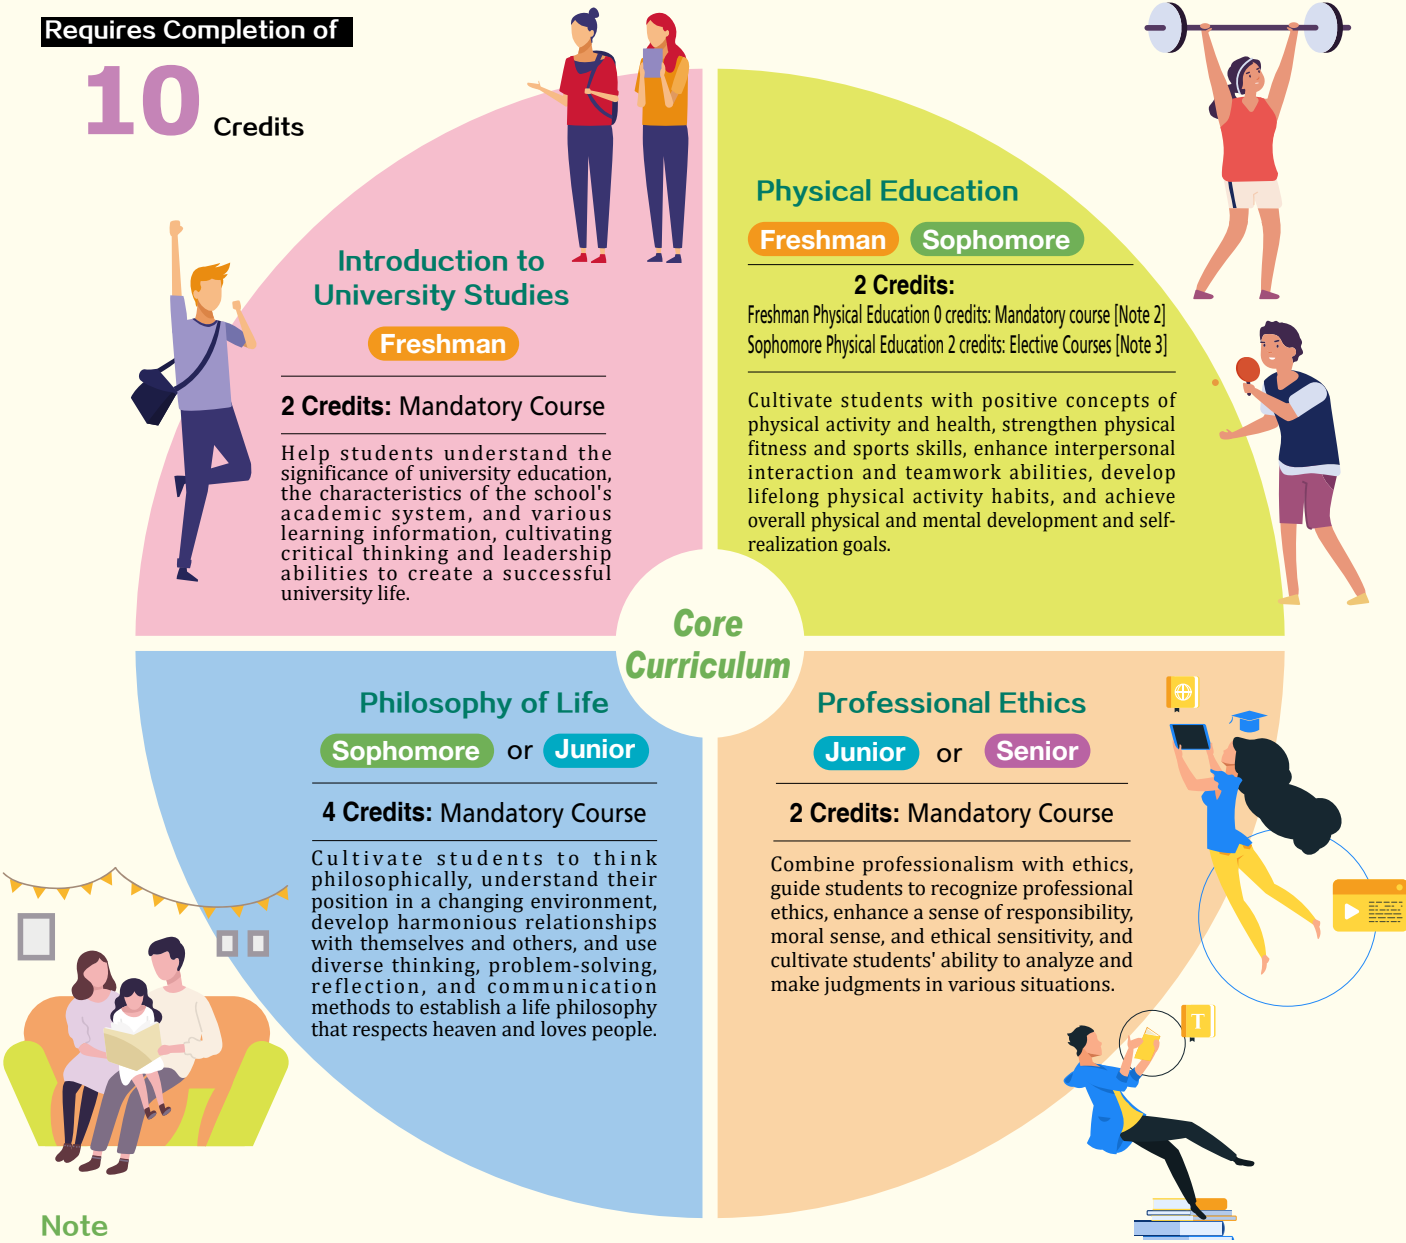 Requires Completion of
10 Credits
Introduction to
University Studies
Freshman
2 Credits: Mandatory Course
Help students understand the
significance of university education,
the characteristics of the school's
academic system, and various
learning information, cultivating
critical thinking and leadership
abilities to create a successful
university life.
Physical Education
Freshman Sophomore
2 Credits:
Freshman Physical Education 0 credits: Mandatory course [Note 2]
Sophomore Physical Education 2 credits: Elective Courses [Note 3]
Cultivate students with positive concepts of
physical activity and health, strengthen physical
fitness and sports skills, enhance interpersonal
interaction and teamwork abilities, develop
lifelong physical activity habits, and achieve
overall physical and mental development and self-
realization goals.
Core
Curriculum
Philosophy of Life
Sophomore or Junior
4 Credits: Mandatory Course
Cultivate students to think
philosophically, understand their
position in a changing environment,
develop harmonious relationships
with themselves and others, and use
diverse thinking, problem-solving,
reflection, and communication
methods to establish a life philosophy
that respects heaven and loves people.
Professional Ethics
Junior or Senior
2 Credits: Mandatory Course
Combine professionalism with ethics,
guide students to recognize professional
ethics, enhance a sense of responsibility,
moral sense, and ethical sensitivity, and
cultivate students' ability to analyze and
make judgments in various situations.
T
Note